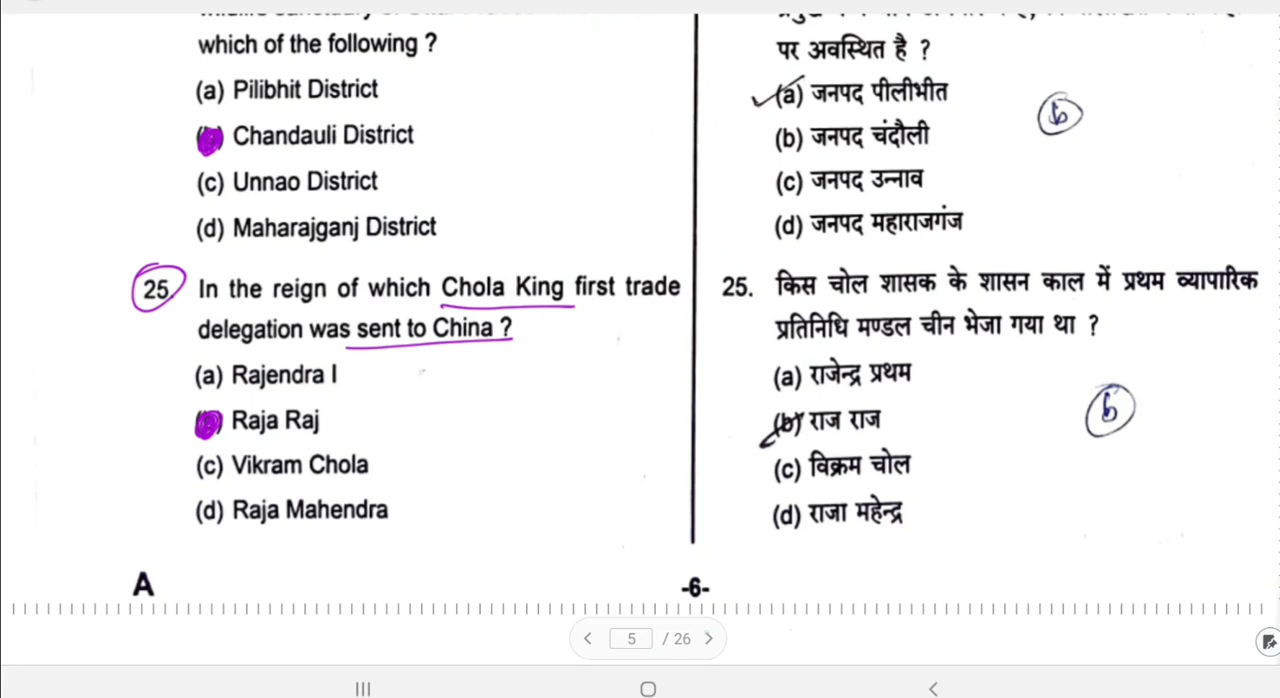 which of the following ?
(a) Pilibhit District
Chandauli District
(c) Unnao District
(d) Maharajganj District
25. In the reign of which Chola King first trade
delegation was sent to China ?
(a) Rajendra I
Raja Raj
(c) Vikram Chola
(d) Raja Mahendra
पर अवस्थित है ?
(a) जनपद पीलीभीत
(b) जनपद चंदौली
(c) जनपद उन्नाव
(d) जनपद महाराजगंज
b
25. किस चोल शासक के शासन काल में प्रथम व्यापारिक
प्रतिनिधि मण्डल चीन भेजा गया था ?
(a) राजेन्द्र प्रथम
(b) राज राज
(c) विक्रम चोल
(d) राजा महेन्द्र
b
A
-6-
5 / 26